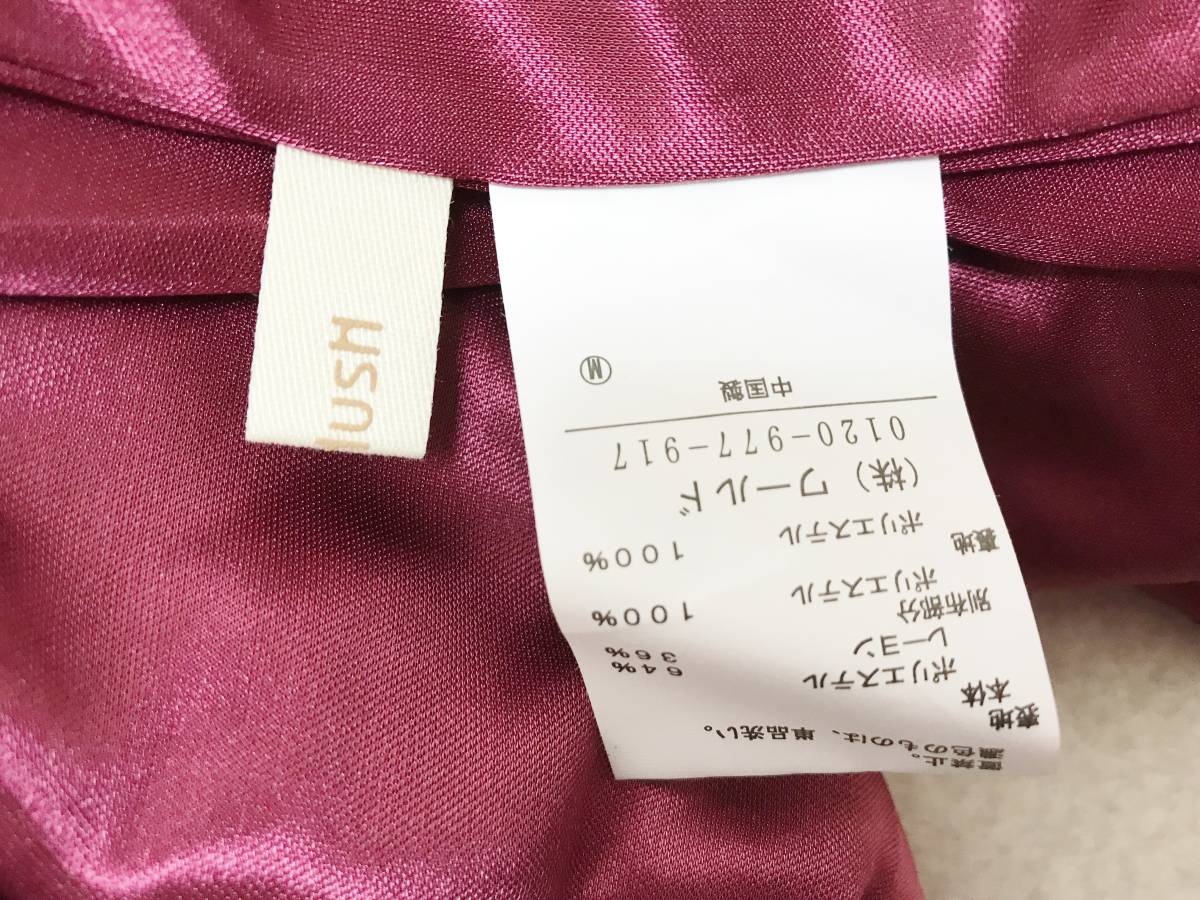 置禁止。
濃色のものは、単品洗い。
表地
本体
ポリエステル 64%
レーヨン 36%
別布部分
ポリエステル 100%
裏地
ポリエステル 100%
(株)ワールド
0120-977-917
中国製
M